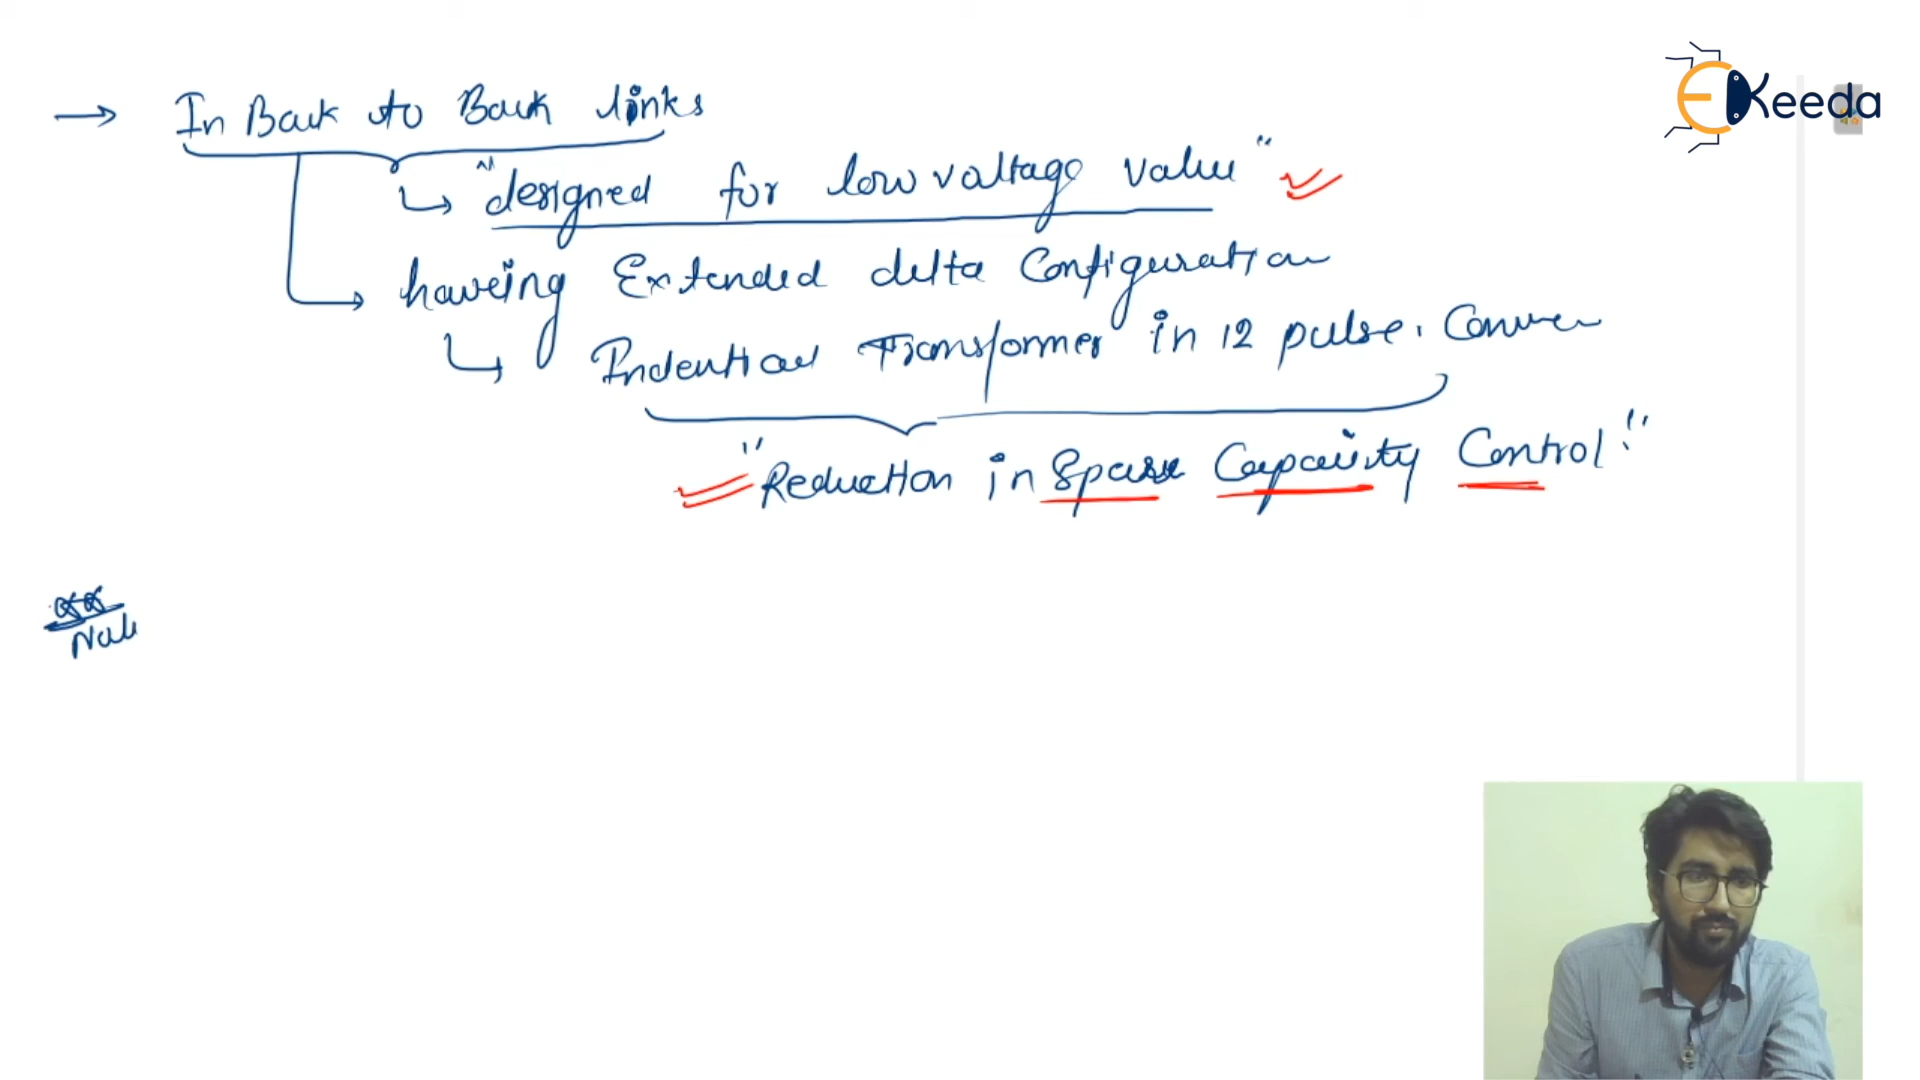 EKeeda
→ In Back to Back links
↳ "designed for low voltage value"
→ having Extended delta Configuration
↳ Indentical Transformer in 12 pulse. Conver
"Reduction in Spare Capacity Control."
Note